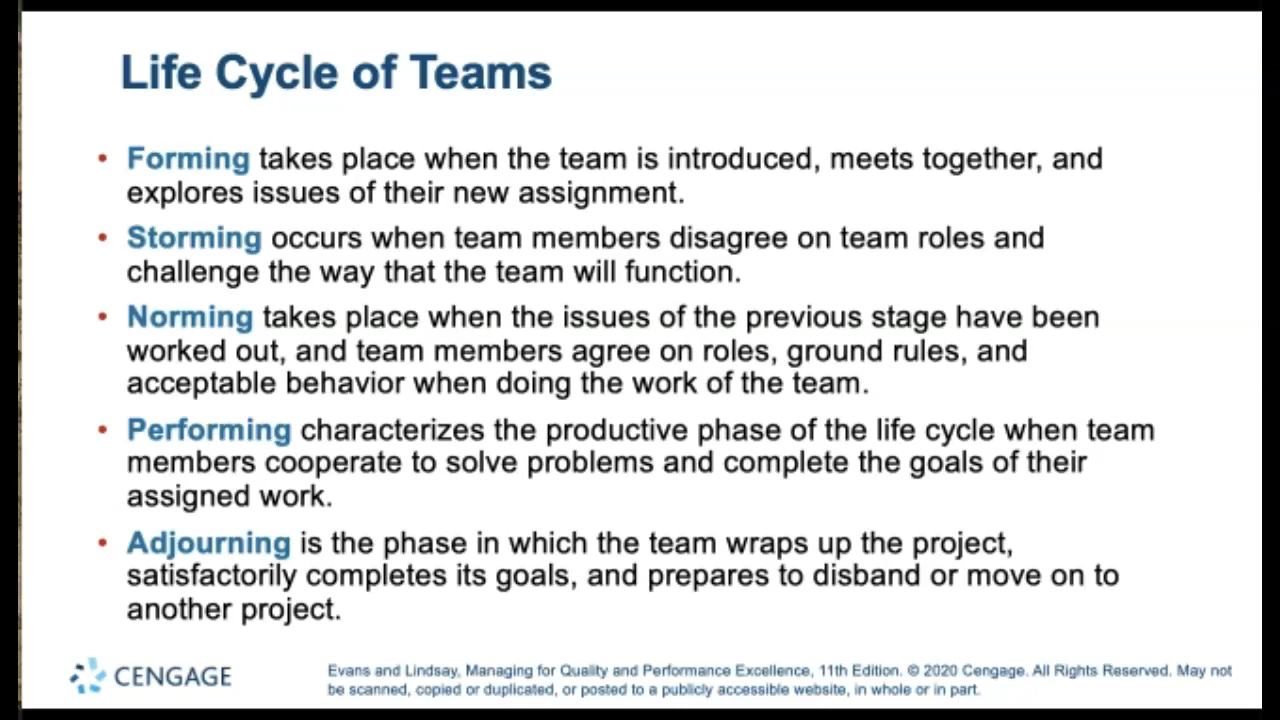 Life Cycle of Teams
• Forming takes place when the team is introduced, meets together, and
explores issues of their new assignment.
• Storming occurs when team members disagree on team roles and
challenge the way that the team will function.
• Norming takes place when the issues of the previous stage have been
worked out, and team members agree on roles, ground rules, and
acceptable behavior when doing the work of the team.
• Performing characterizes the productive phase of the life cycle when team
members cooperate to solve problems and complete the goals of their
assigned work.
• Adjourning is the phase in which the team wraps up the project,
satisfactorily completes its goals, and prepares to disband or move on to
another project.
CENGAGE
Evans and Lindsay, Managing for Quality and Performance Excellence, 11th Edition. © 2020 Cengage. All Rights Reserved. May not
be scanned, copied or duplicated, or posted to a publicly accessible website, in whole or in part.